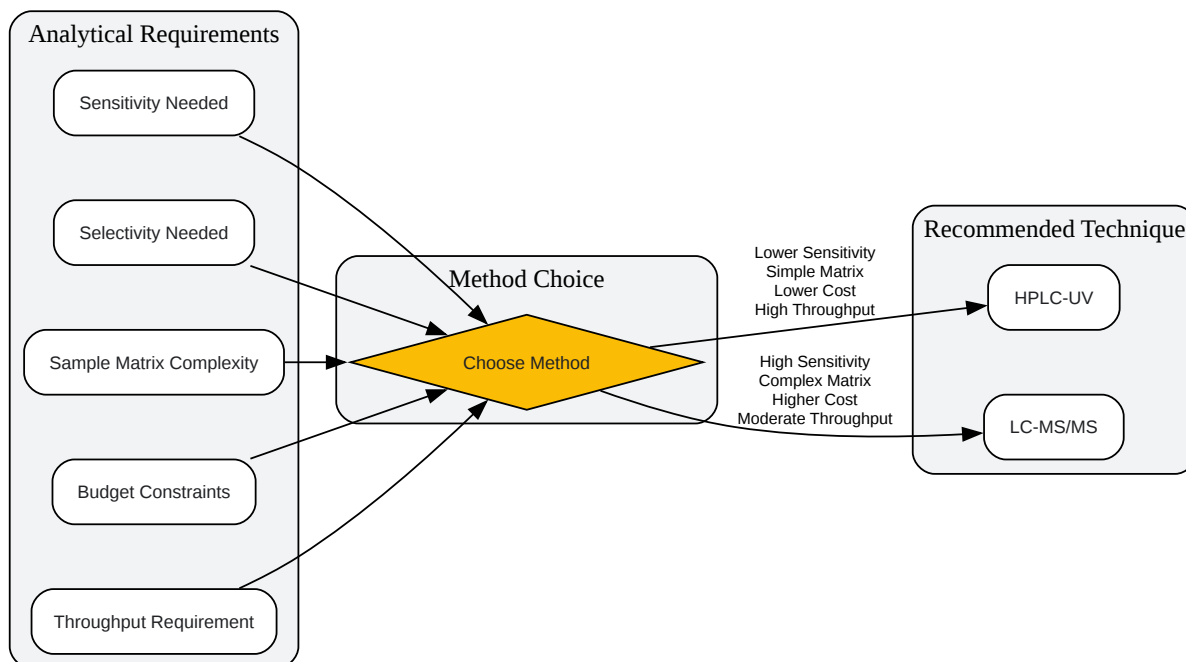 Analytical Requirements
Sensitivity Needed
Selectivity Needed
Sample Matrix Complexity
Budget Constraints
Throughput Requirement
Method Choice
Choose Method
Lower Sensitivity
Simple Matrix
Lower Cost
High Throughput
High Sensitivity
Complex Matrix
Higher Cost
Moderate Throughput
Recommended Technique
HPLC-UV
LC-MS/MS